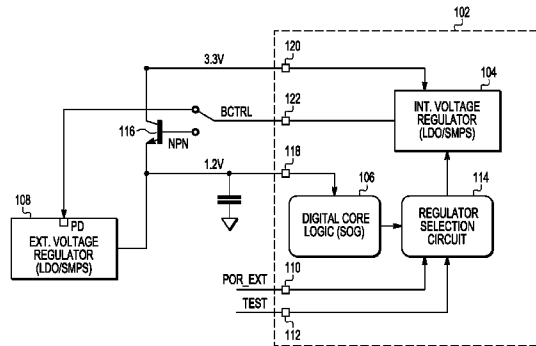 102
3.3V
120
104
122
BCTRL
INT. VOLTAGE
REGULATOR
(LDO/SMPS)
116
NPN
118
1.2V
106
114
108
PD
EXT. VOLTAGE
REGULATOR
(LDO/SMPS)
DIGITAL CORE
LOGIC (SOG)
REGULATOR
SELECTION
CIRCUIT
POR_EXT
110
TEST
112